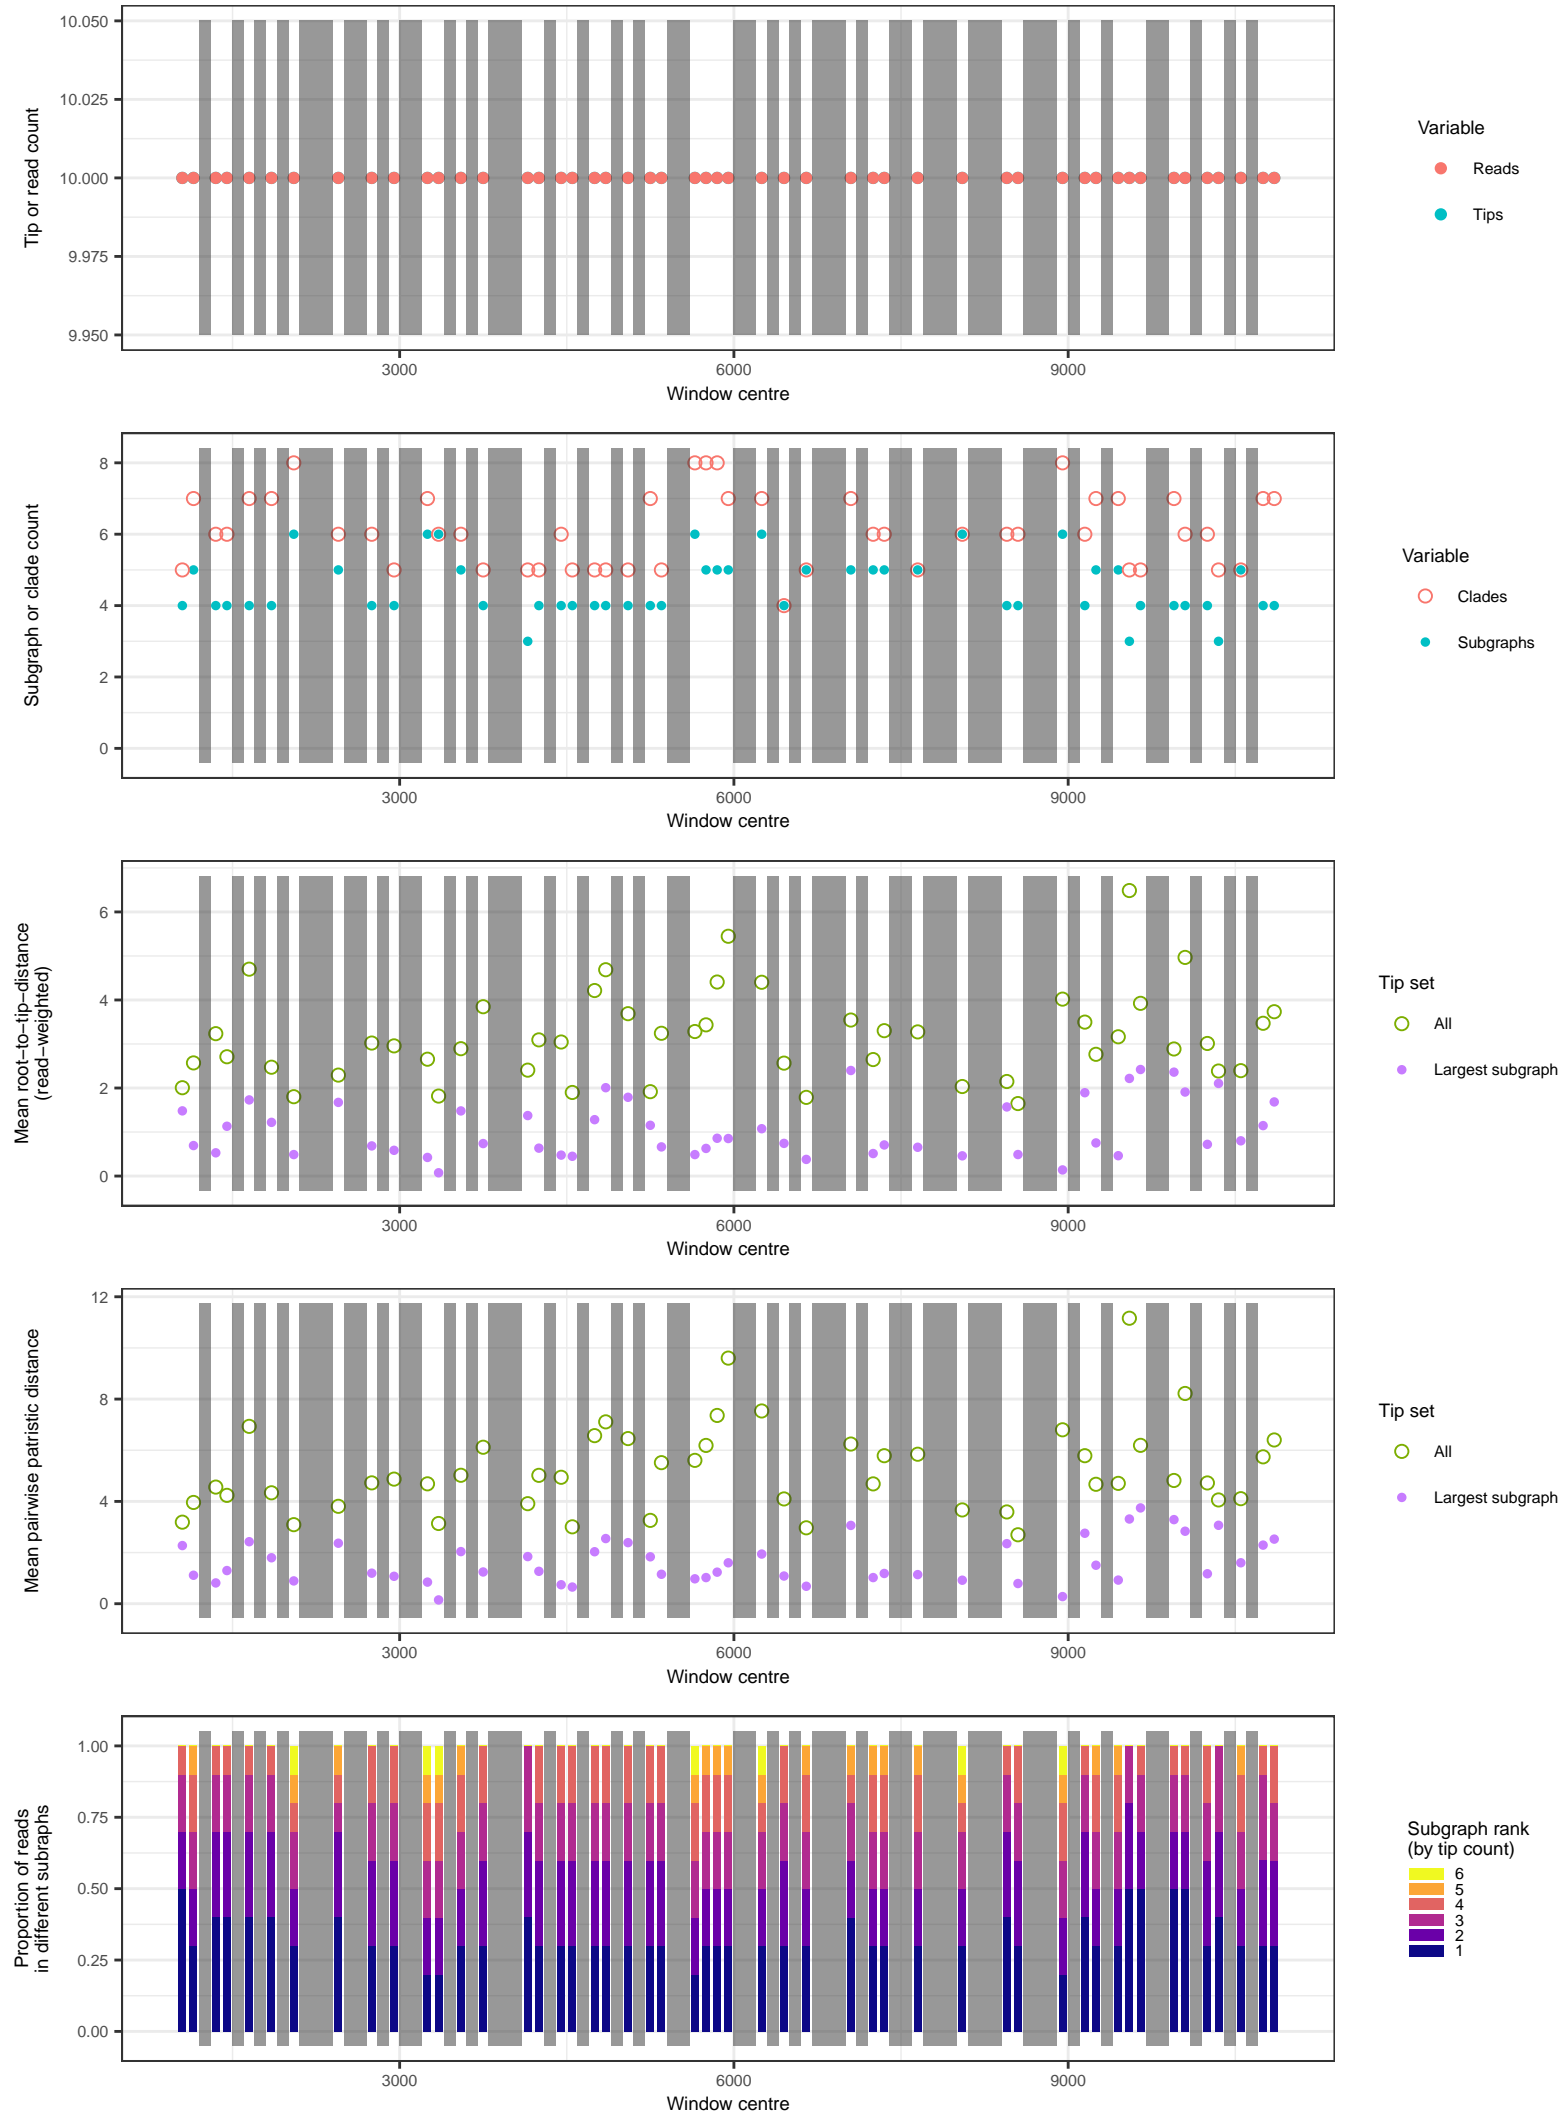 10.050
10.025
10.000
9.975
9.950
Tip or read count
3000 6000 9000
Window centre
Variable
Reads
Tips
8
6
4
2
0
Subgraph or clade count
3000 6000 9000
Window centre
Variable
Clades
Subgraphs
6
4
2
0
Mean root−to−tip−distance
(read−weighted)
3000 6000 9000
Window centre
Tip set
All
Largest subgraph
12
8
4
0
Mean pairwise patristic distance
3000 6000 9000
Window centre
Tip set
All
Largest subgraph
1.00
0.75
0.50
0.25
0.00
Proportion of reads
in different subraphs
3000 6000 9000
Window centre
Subgraph rank
(by tip count)
6
5
4
3
2
1